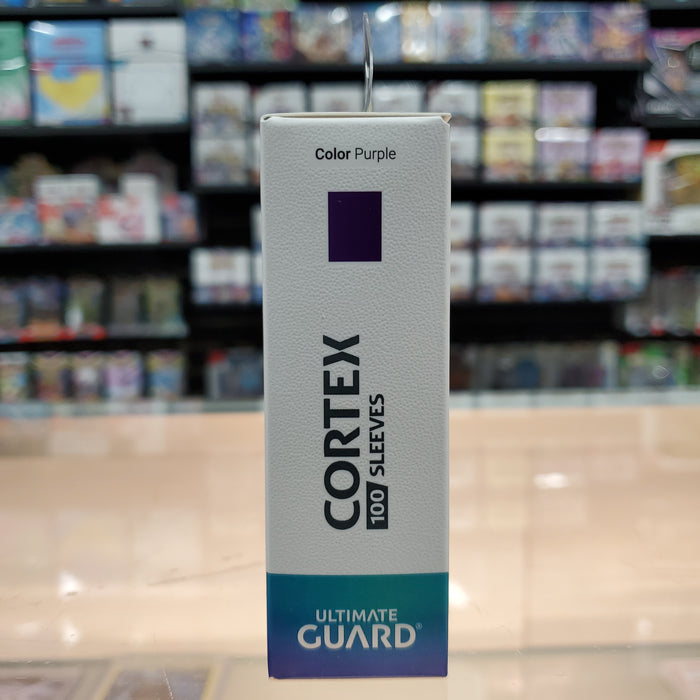 Color Purple
CORTEX
100 SLEEVES
ULTIMATE
GUARD®